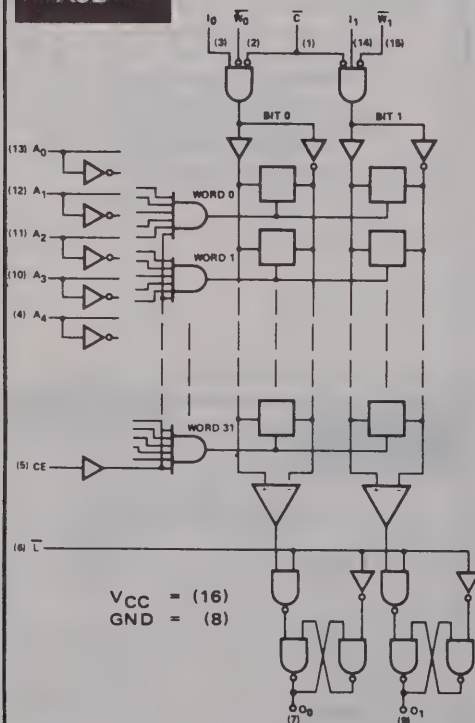 I0 W̅0 C̅ I1 W̅1
(3) (2) (1) (14) (15)
BIT 0 BIT 1
(13) A0
(12) A1
WORD 0
(11) A2
WORD 1
(10) A3
(4) A4
WORD 31
(5) CE
(6) L̅
VCC = (16)
GND = (8)
O0 O1
(7) (9)